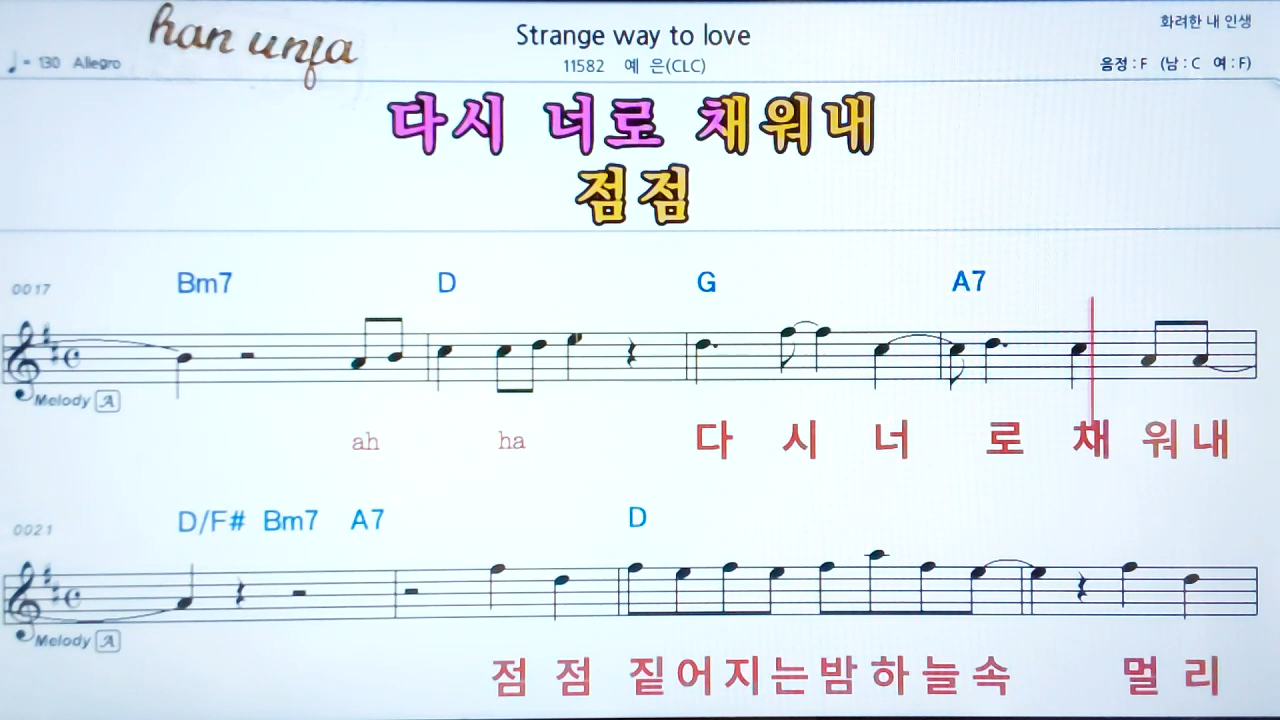 han unja
Strange way to love
화려한 내 인생
♩= 130 Allegro
11582 예 은(CLC)
음정 : F (남 : C 여 : F)
다시 너로 채워내
점점
0017
Bm7 D G A7
Melody A
ah ha 다 시 너 로 채 워 내
0021
D/F# Bm7 A7 D
Melody A
점 점 짙 어 지 는 밤 하 늘 속 멀 리